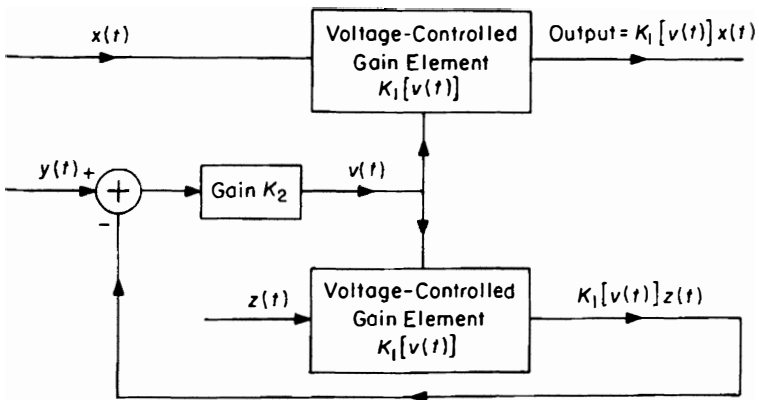 x(t)
Voltage-Controlled
Gain Element
K₁[v(t)]
Output = K₁[v(t)]x(t)
y(t)
+
+
-
Gain K₂
v(t)
z(t)
Voltage-Controlled
Gain Element
K₁[v(t)]
K₁[v(t)]z(t)